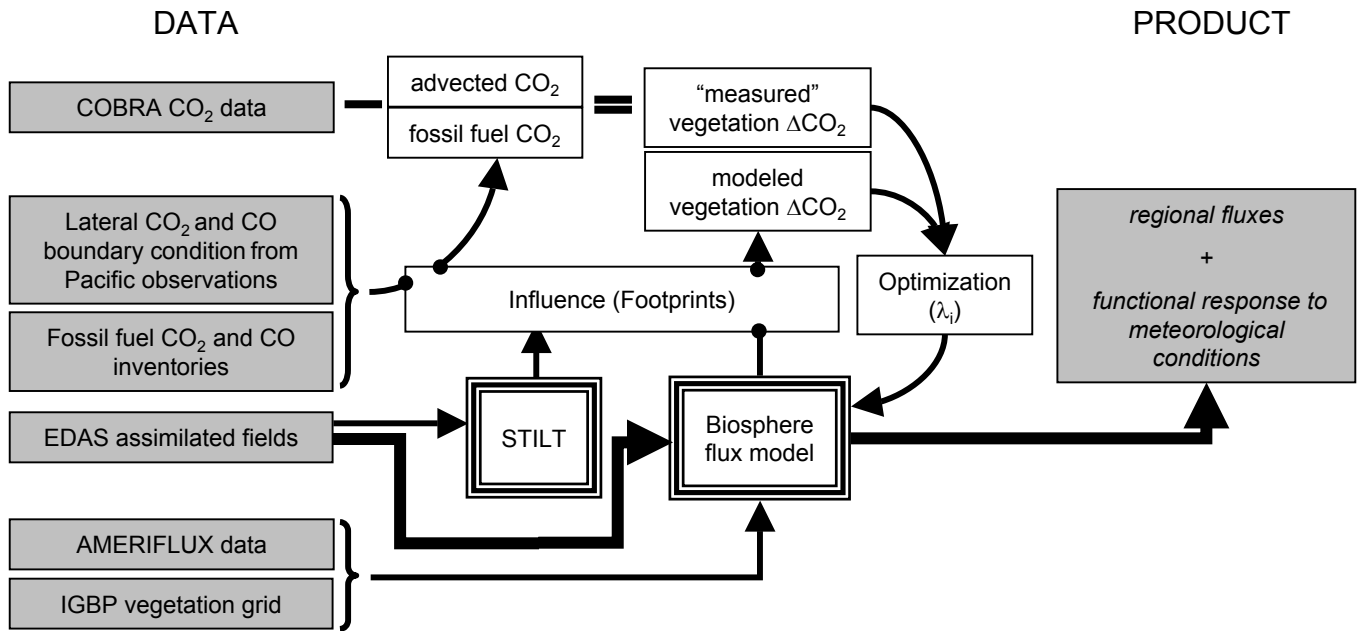 DATA
PRODUCT
COBRA CO₂ data
advected CO₂
fossil fuel CO₂
“measured”
vegetation ΔCO₂
modeled
vegetation ΔCO₂
Lateral CO₂ and CO
boundary condition from
Pacific observations
Fossil fuel CO₂ and CO
inventories
Influence (Footprints)
Optimization
(λᵢ)
regional fluxes
+
functional response to
meteorological
conditions
EDAS assimilated fields
STILT
Biosphere
flux model
AMERIFLUX data
IGBP vegetation grid